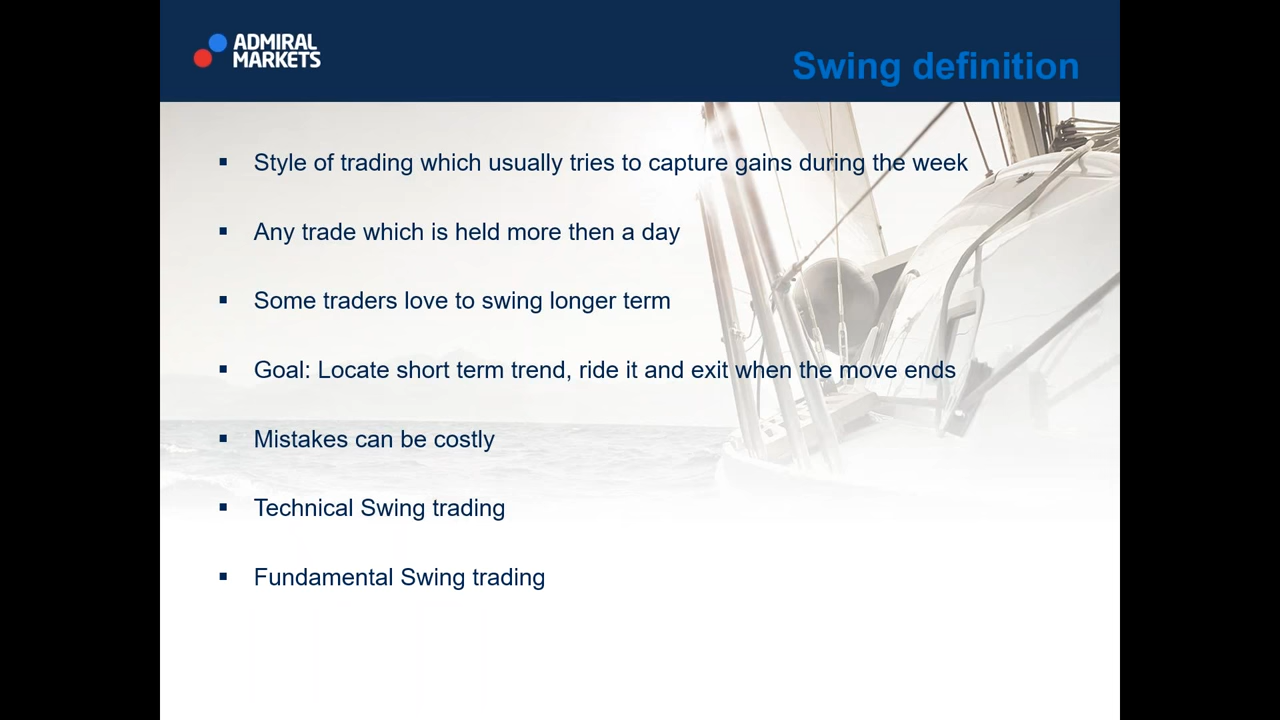 ADMIRAL
MARKETS
Swing definition
▪ Style of trading which usually tries to capture gains during the week
▪ Any trade which is held more then a day
▪ Some traders love to swing longer term
▪ Goal: Locate short term trend, ride it and exit when the move ends
▪ Mistakes can be costly
▪ Technical Swing trading
▪ Fundamental Swing trading